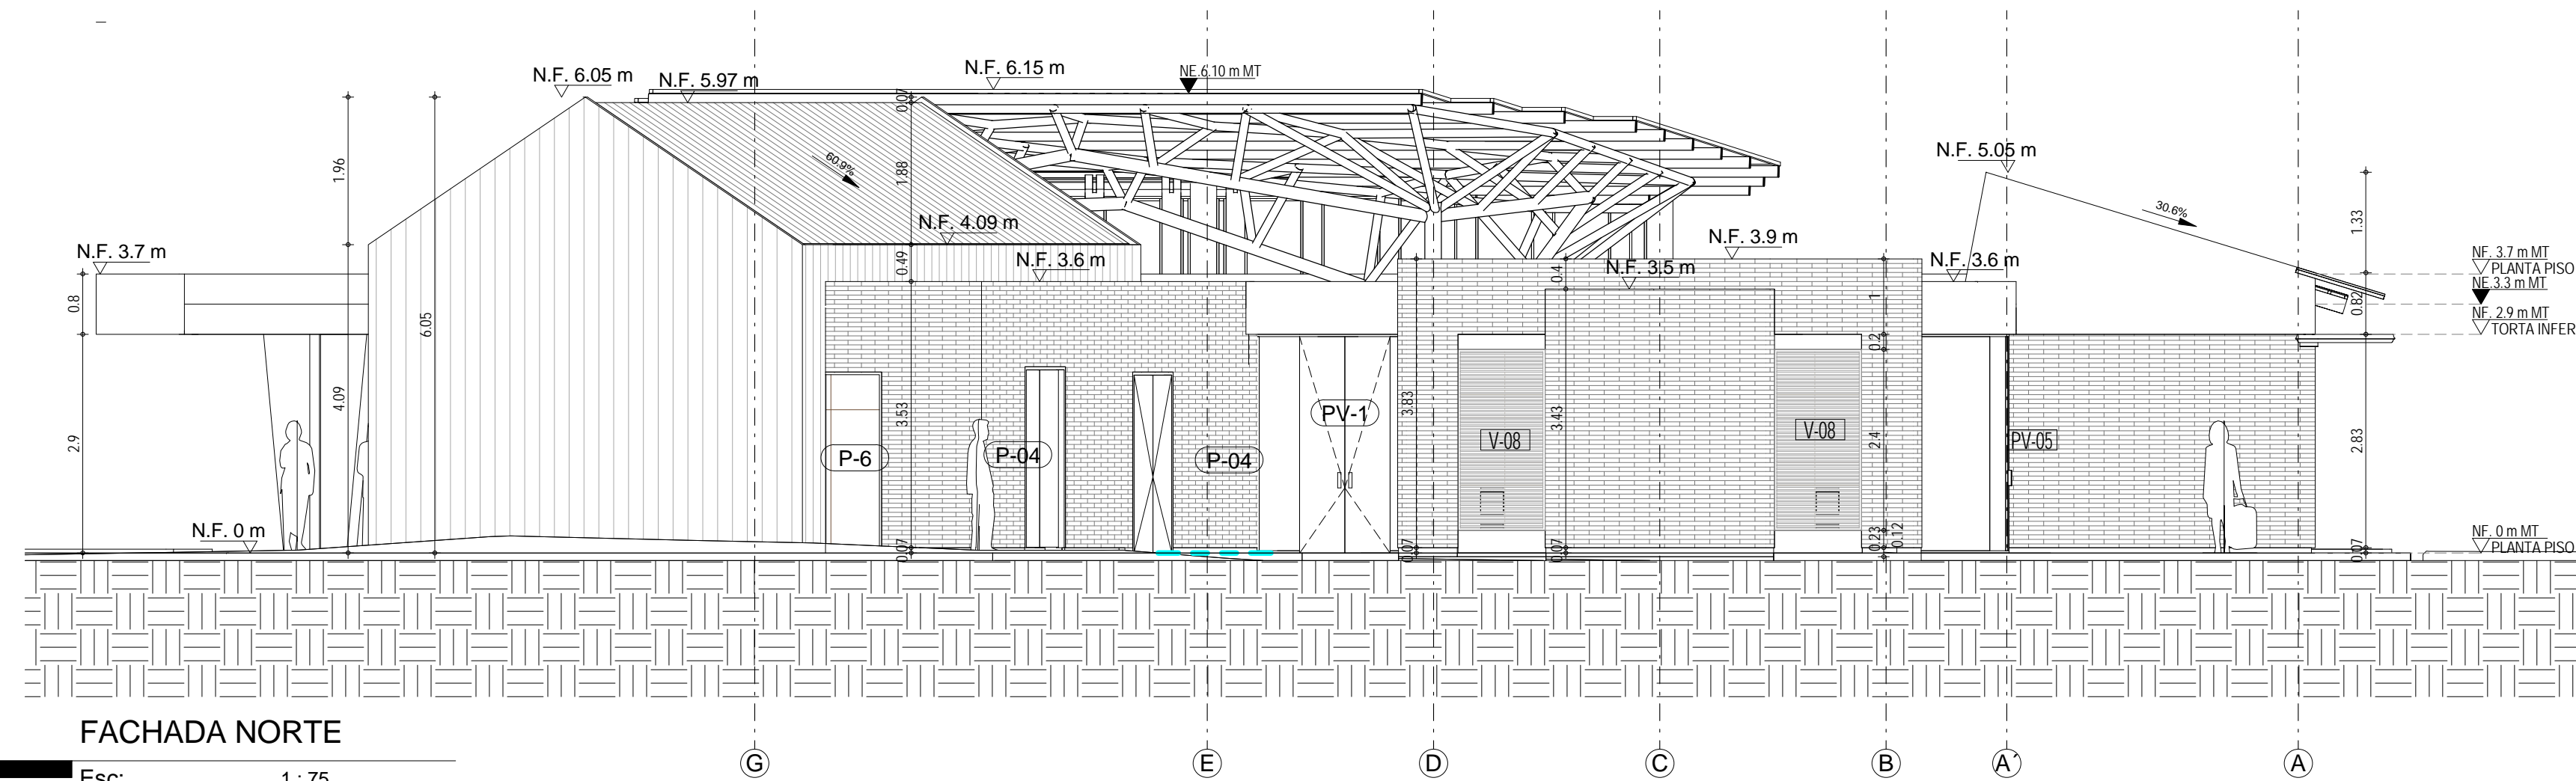 N.F. 6.05 m
N.F. 5.97 m
N.F. 6.15 m
NE.6.10 m MT
0.07
1.96
60.9%
1.88
N.F. 5.05 m
30.6%
1.33
N.F. 3.7 m
N.F. 4.09 m
N.F. 3.6 m
0.49
N.F. 3.9 m
N.F. 3.5 m
0.4
N.F. 3.6 m
NF. 3.7 m MT
PLANTA PISO
NE.3.3 m MT
NF. 2.9 m MT
TORTA INFER
0.8
6.05
1
0.82
0.2
4.09
3.53
3.83
3.43
2.9
P-6
P-04
P-04
PV-1
V-08
V-08
2.4
PV-05
2.83
N.F. 0 m
0.07
0.07
0.07
0.23
0.12
0.07
NF. 0 m MT
PLANTA PISO
FACHADA NORTE
Esc:
1 : 75
G
E
D
C
B
A´
A